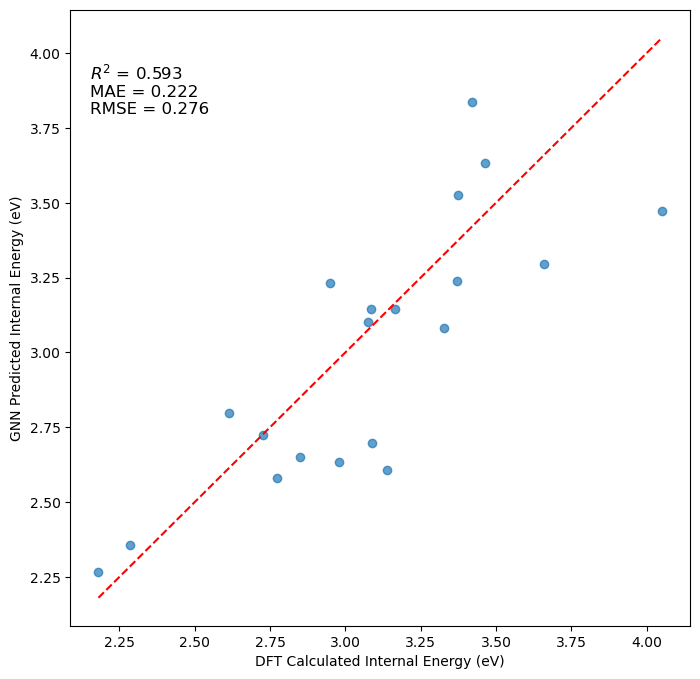 R² = 0.593
MAE = 0.222
RMSE = 0.276
GNN Predicted Internal Energy (eV)
4.00
3.75
3.50
3.25
3.00
2.75
2.50
2.25
2.25 2.50 2.75 3.00 3.25 3.50 3.75 4.00
DFT Calculated Internal Energy (eV)